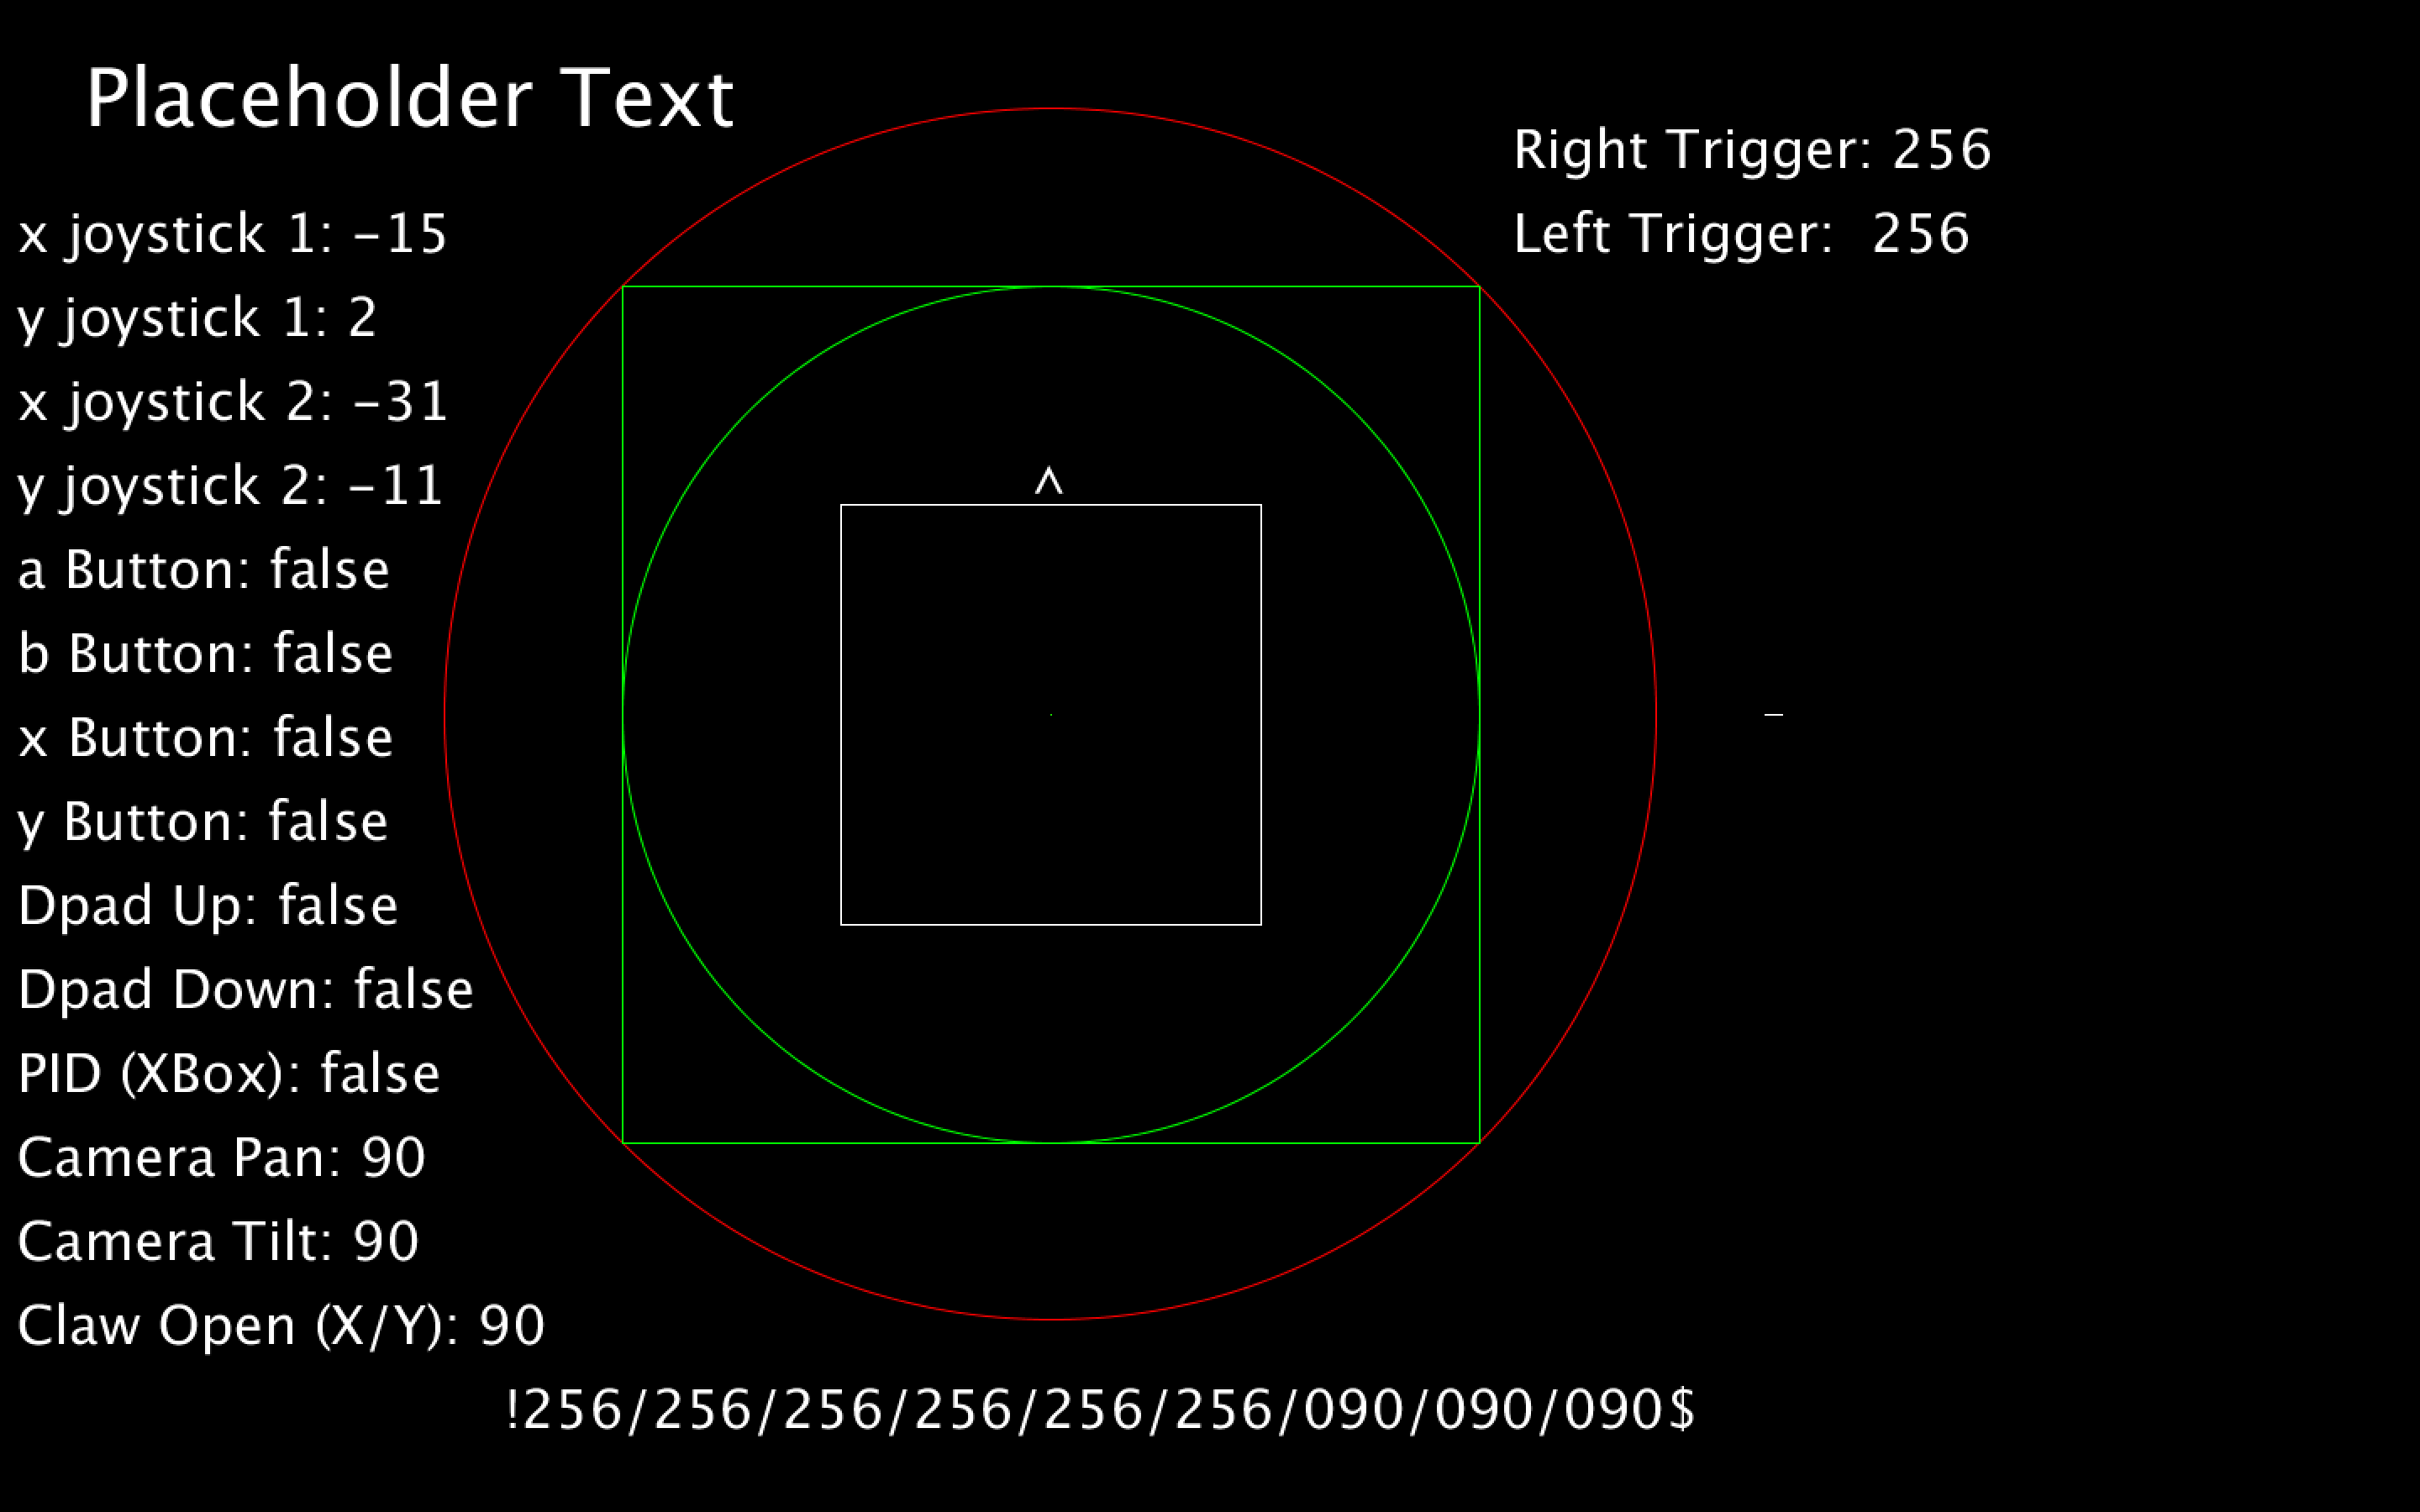 Placeholder Text
Right Trigger: 256
Left Trigger:  256
x joystick 1: -15
y joystick 1: 2
x joystick 2: -31
y joystick 2: -11
a Button: false
b Button: false
x Button: false
y Button: false
Dpad Up: false
Dpad Down: false
PID (XBox): false
Camera Pan: 90
Camera Tilt: 90
Claw Open (X/Y): 90
^
!256/256/256/256/256/256/090/090/090$